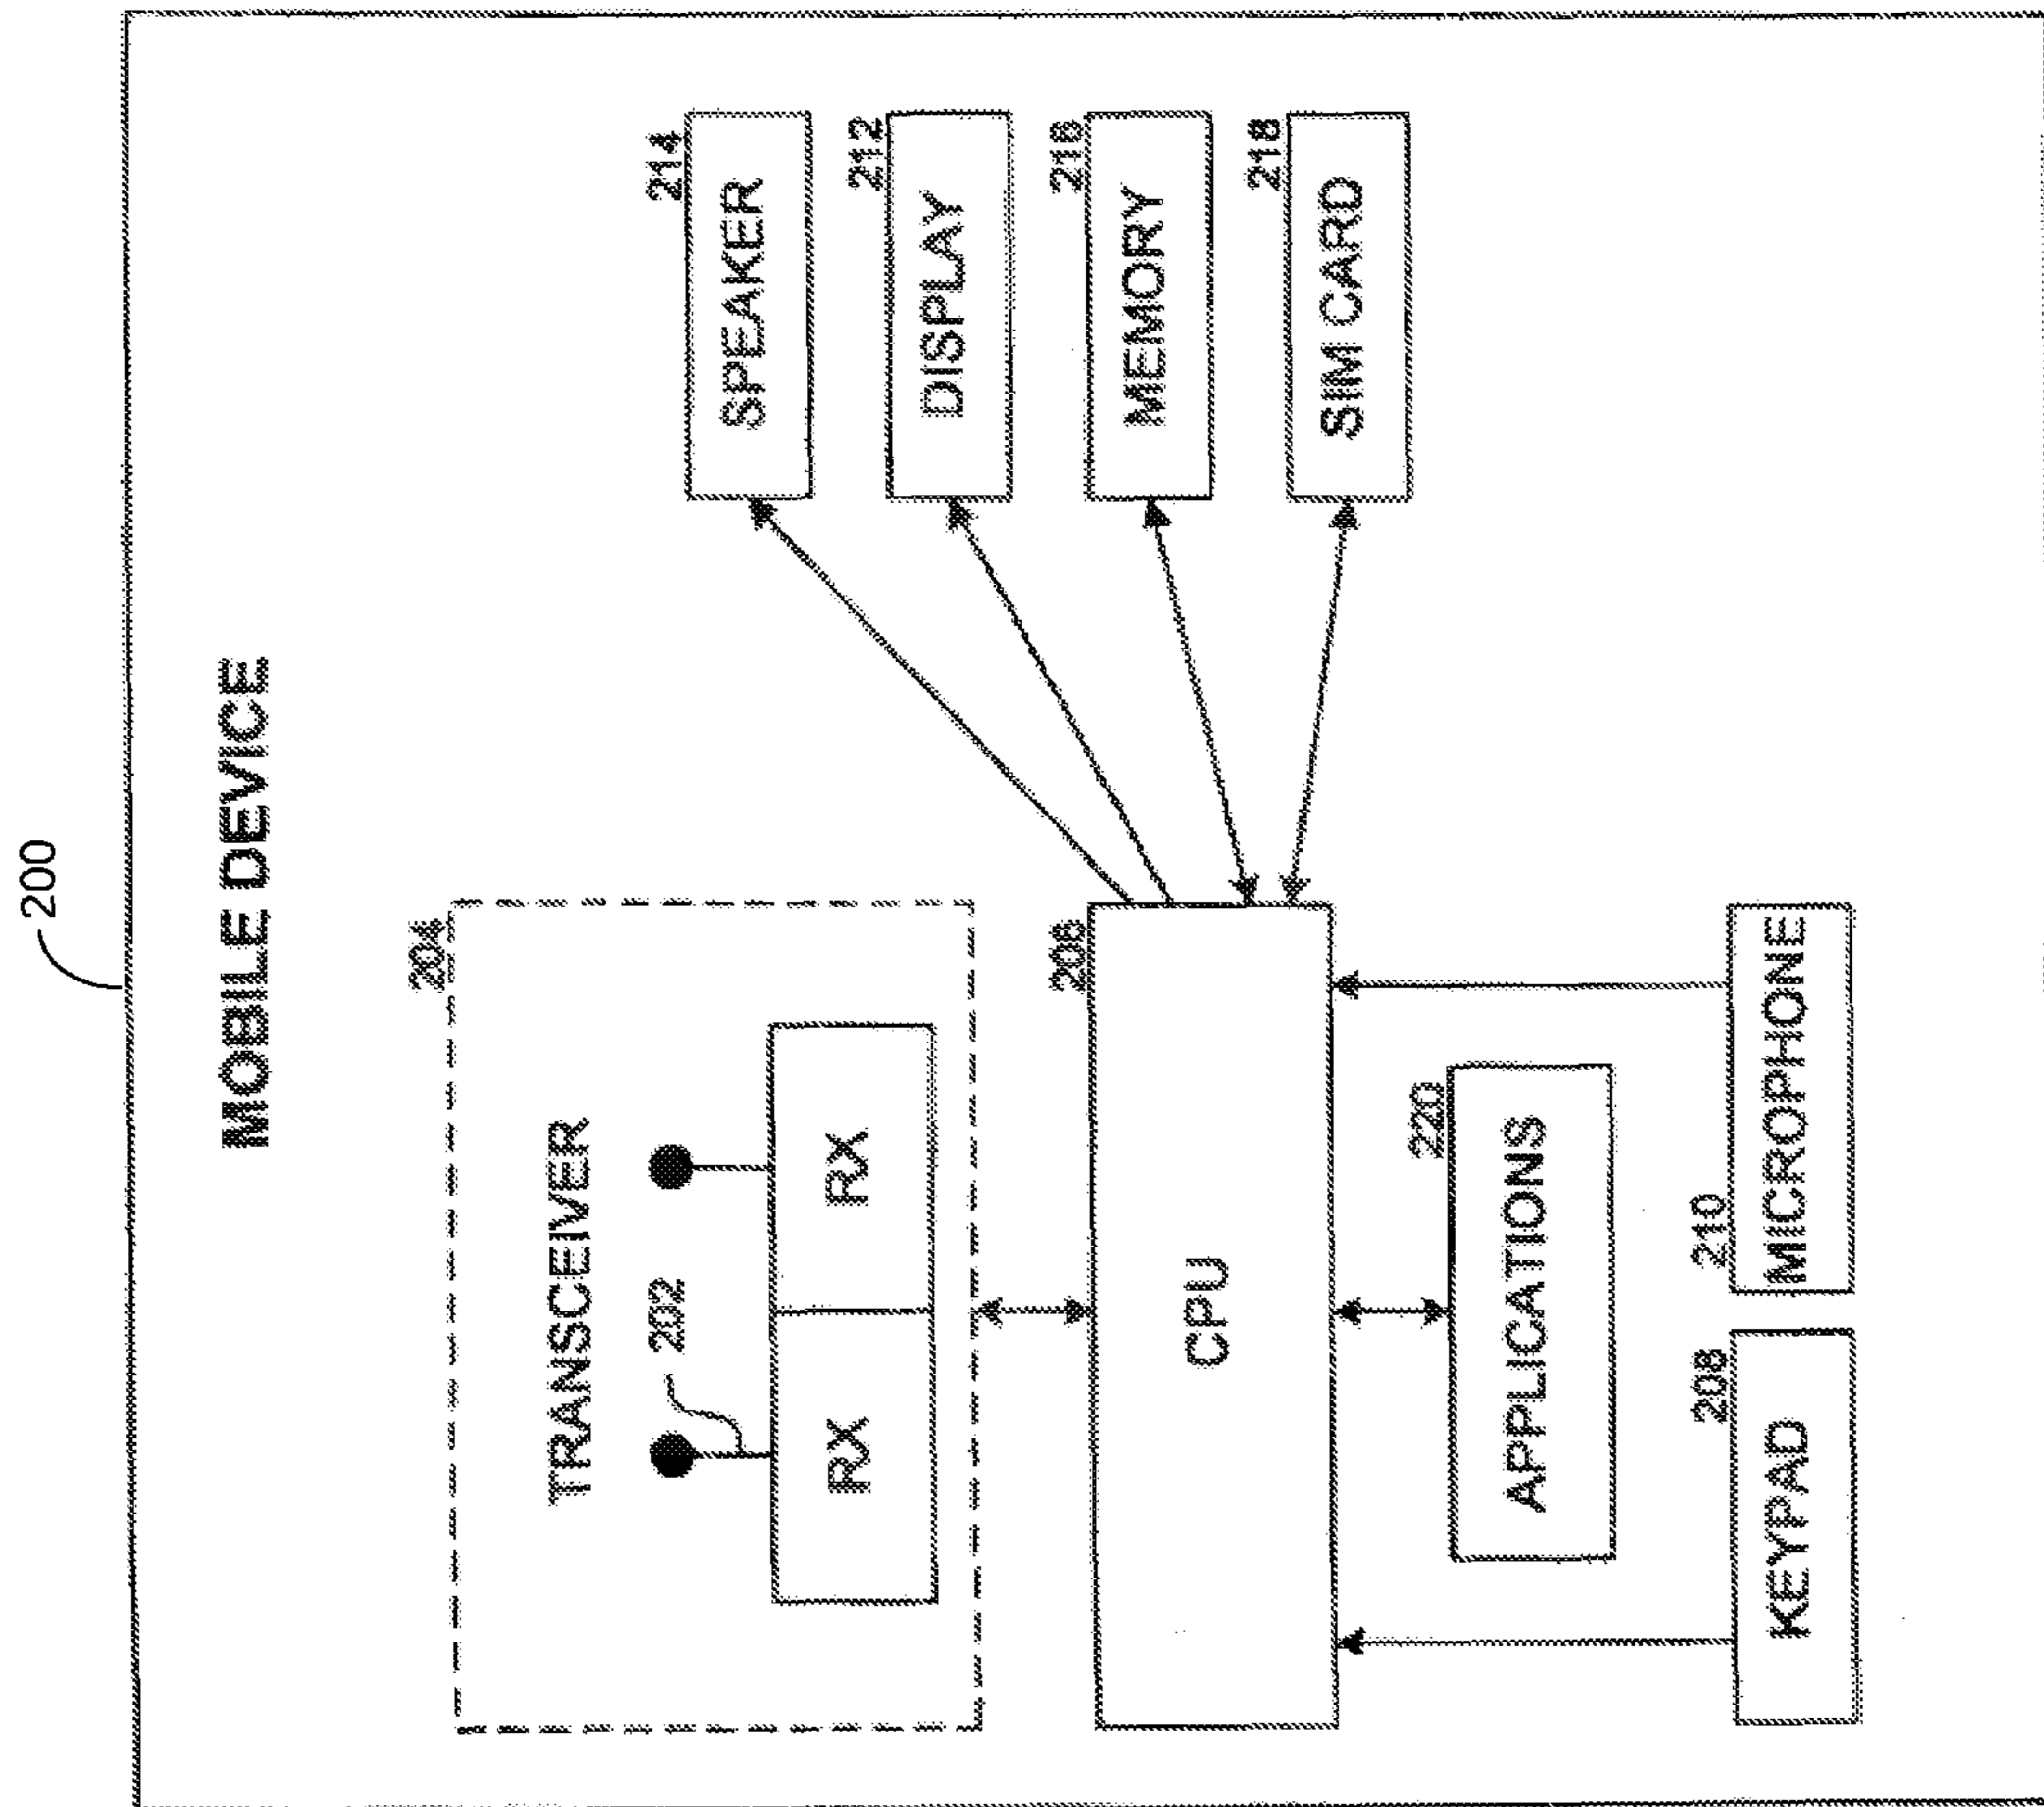 200
MOBILE DEVICE
204
TRANSCEIVER
202
RX
RX
206
CPU
220
APPLICATIONS
208
KEYPAD
210
MICROPHONE
214
SPEAKER
212
DISPLAY
216
MEMORY
218
SIM CARD